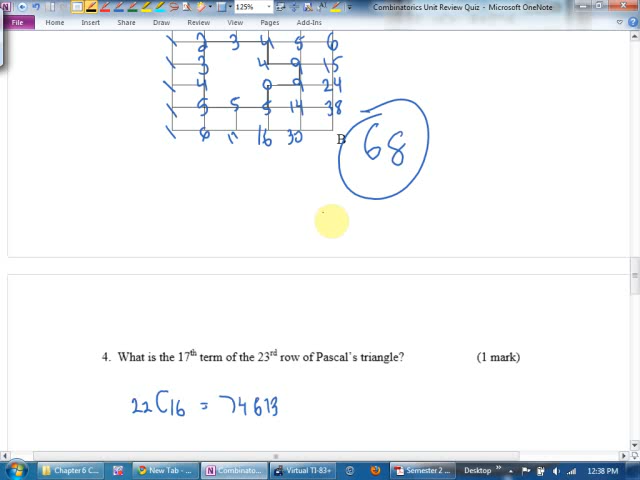 Combinatorics Unit Review Quiz - Microsoft OneNote
125%
File Home Insert Share Draw Review View Pages Add-Ins
1 2 3 4 5 6
1 3 4 9 15
1 4 0 9 24
1 5 5 5 14 38
1 6 11 16 30 B
68
4. What is the 17th term of the 23rd row of Pascal's triangle? (1 mark)
22C16 = 74613
Chapter 6 C... New Tab - ... Combinato... Virtual TI-83+ Semester 2 ... Desktop 12:38 PM